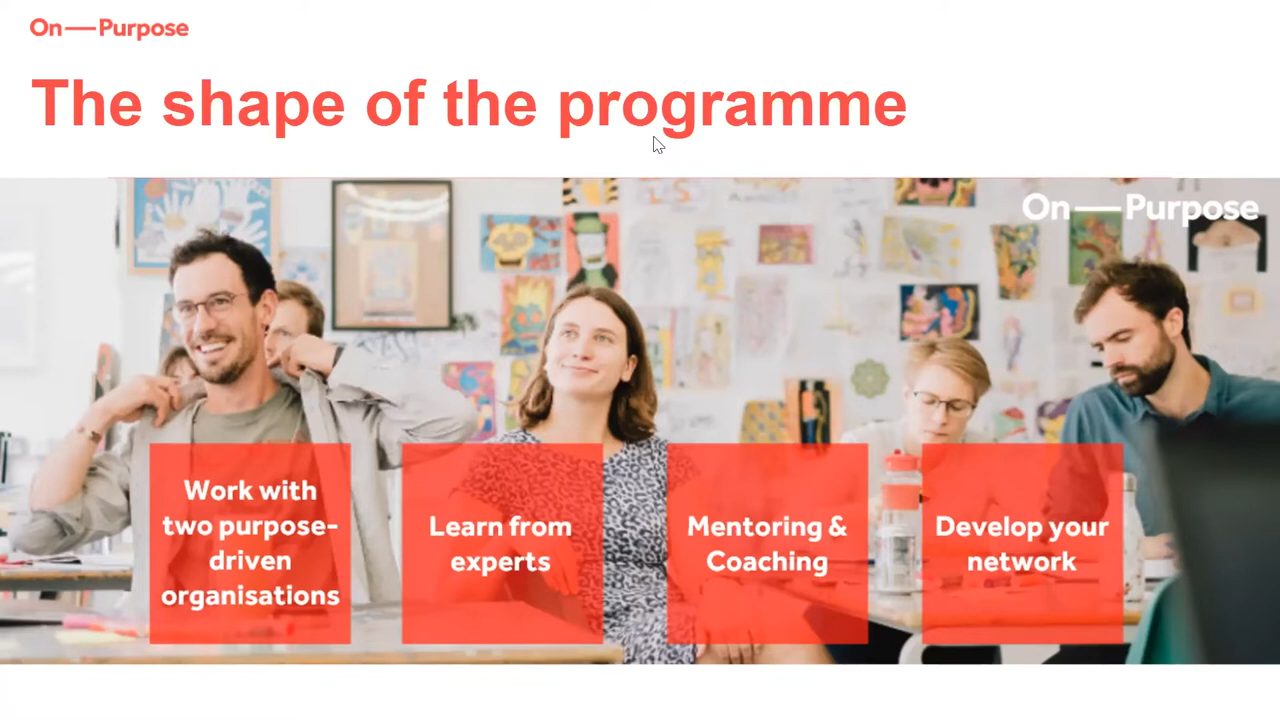 On—Purpose
The shape of the programme
On—Purpose
Work with
two purpose-
driven
organisations
Learn from
experts
Mentoring &
Coaching
Develop your
network